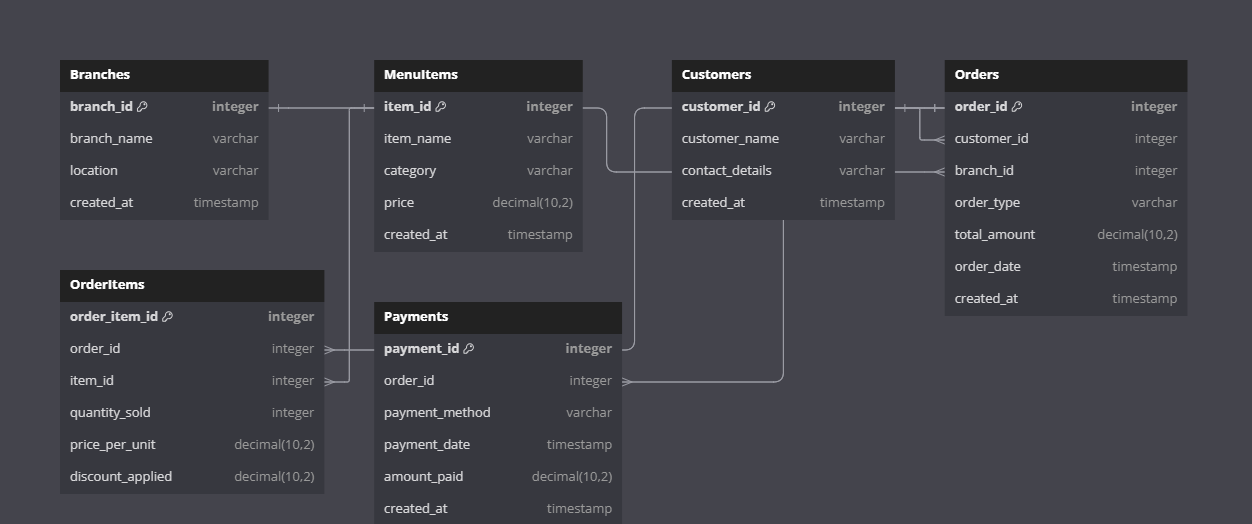 Branches
branch_id integer
branch_name varchar
location varchar
created_at timestamp
MenuItems
item_id integer
item_name varchar
category varchar
price decimal(10,2)
created_at timestamp
Customers
customer_id integer
customer_name varchar
contact_details varchar
created_at timestamp
Orders
order_id integer
customer_id integer
branch_id integer
order_type varchar
total_amount decimal(10,2)
order_date timestamp
created_at timestamp
OrderItems
order_item_id integer
order_id integer
item_id integer
quantity_sold integer
price_per_unit decimal(10,2)
discount_applied decimal(10,2)
Payments
payment_id integer
order_id integer
payment_method varchar
payment_date timestamp
amount_paid decimal(10,2)
created_at timestamp